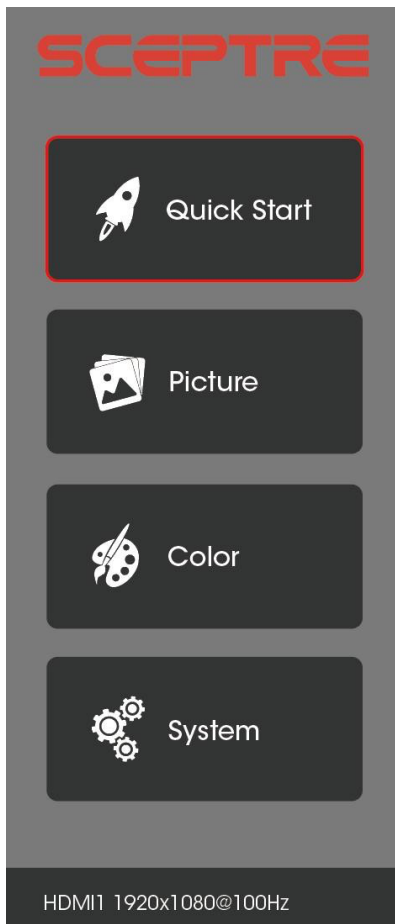 SCEPTRE
Quick Start
Picture
Color
System
HDMI1 1920x1080@100Hz